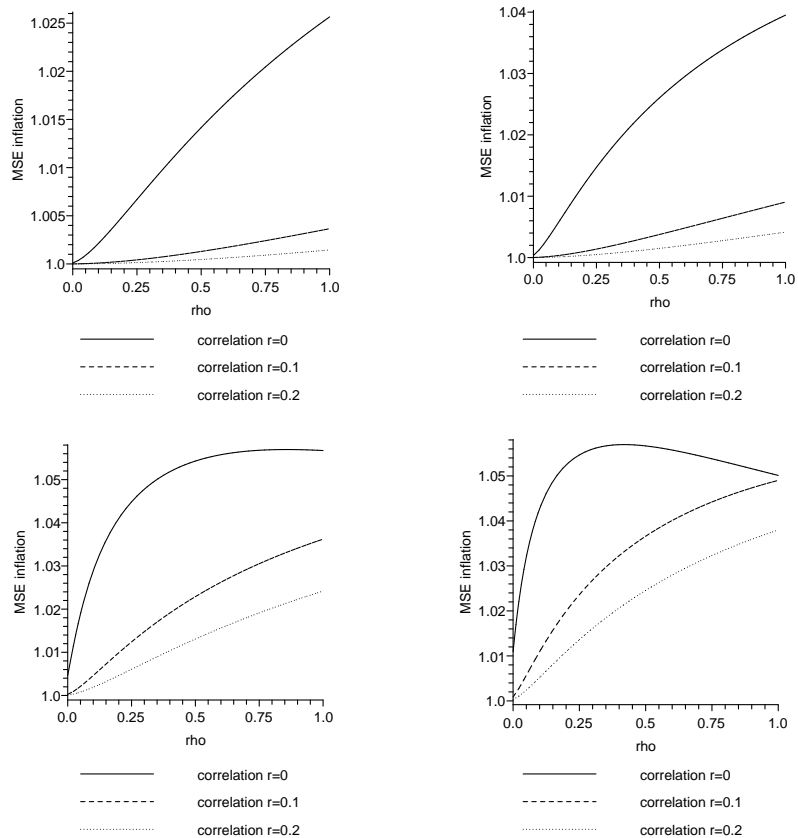 1.025
1.02
1.015
MSE inflation
1.01
1.005
1.0
0.0 0.25 0.5 0.75 1.0
rho
correlation r=0
correlation r=0.1
correlation r=0.2
1.04
1.03
MSE inflation
1.02
1.01
1.0
0.0 0.25 0.5 0.75 1.0
rho
correlation r=0
correlation r=0.1
correlation r=0.2
1.05
1.04
MSE inflation
1.03
1.02
1.01
1.0
0.0 0.25 0.5 0.75 1.0
rho
correlation r=0
correlation r=0.1
correlation r=0.2
1.05
1.04
MSE inflation
1.03
1.02
1.01
1.0
0.0 0.25 0.5 0.75 1.0
rho
correlation r=0
correlation r=0.1
correlation r=0.2